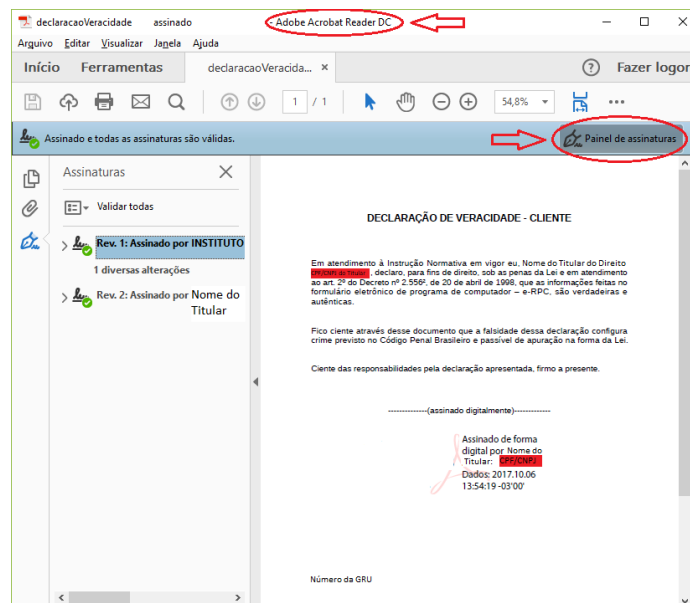 declaracaoVeracidade assinado - Adobe Acrobat Reader DC
Arquivo Editar Visualizar Janela Ajuda
Início Ferramentas declaracaoVeracida... × ? Fazer logon
1 / 1 54,8%
Assinado e todas as assinaturas são válidas. Painel de assinaturas
Assinaturas
Validar todas
Rev. 1: Assinado por INSTITUTO
1 diversas alterações
Rev. 2: Assinado por Nome do
Titular
DECLARAÇÃO DE VERACIDADE - CLIENTE
Em atendimento à Instrução Normativa em vigor eu, Nome do Titular do Direito
CPF/CNPJ do Titular, declaro, para fins de direito, sob as penas da Lei e em atendimento
ao art. 2º do Decreto nº 2.556², de 20 de abril de 1998, que as informações feitas no
formulário eletrônico de programa de computador – e-RPC, são verdadeiras e
autênticas.
Fico ciente através desse documento que a falsidade dessa declaração configura
crime previsto no Código Penal Brasileiro e passível de apuração na forma da Lei.
Ciente das responsabilidades pela declaração apresentada, firmo a presente.
--------------(assinado digitalmente)-------------
Assinado de forma
digital por Nome do
Titular: CPF/CNPJ
Dados: 2017.10.06
13:54:19 -03'00'
Número da GRU